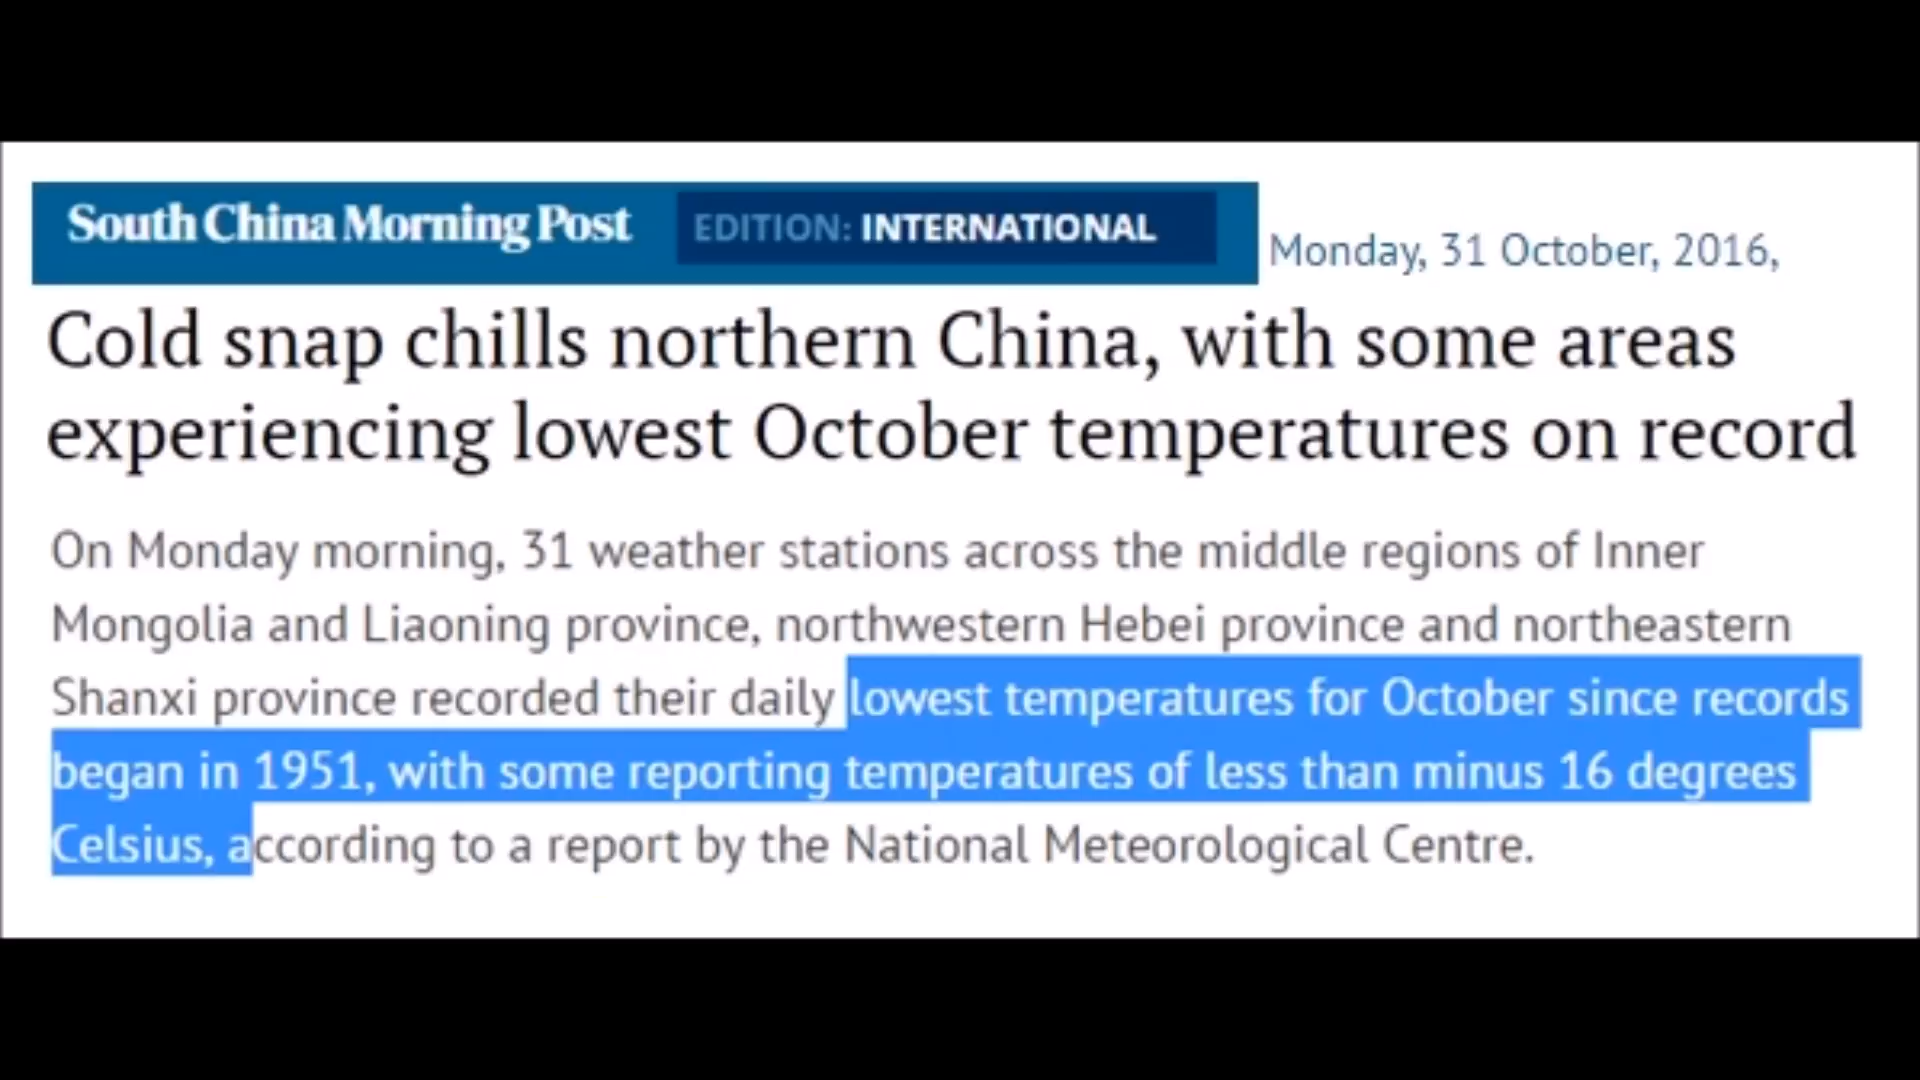 South China Morning Post EDITION: INTERNATIONAL
Monday, 31 October, 2016,
Cold snap chills northern China, with some areas
experiencing lowest October temperatures on record
On Monday morning, 31 weather stations across the middle regions of Inner
Mongolia and Liaoning province, northwestern Hebei province and northeastern
Shanxi province recorded their daily lowest temperatures for October since records
began in 1951, with some reporting temperatures of less than minus 16 degrees
Celsius, according to a report by the National Meteorological Centre.